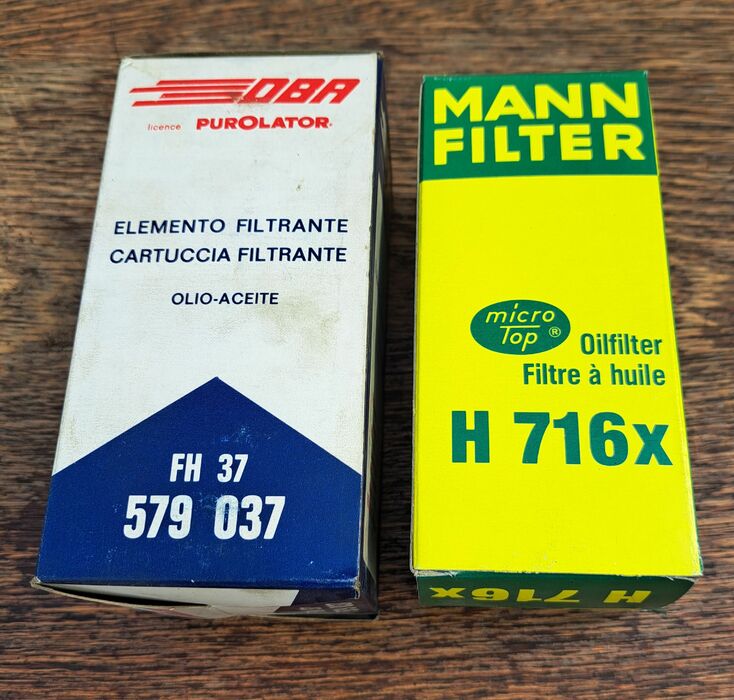 DBA
licence PUROLATOR
ELEMENTO FILTRANTE
CARTUCCIA FILTRANTE
OLIO-ACEITE
FH 37
579 037
MANN
FILTER
micro
Top ®
Oilfilter
Filtre à huile
H 716x
H 716x